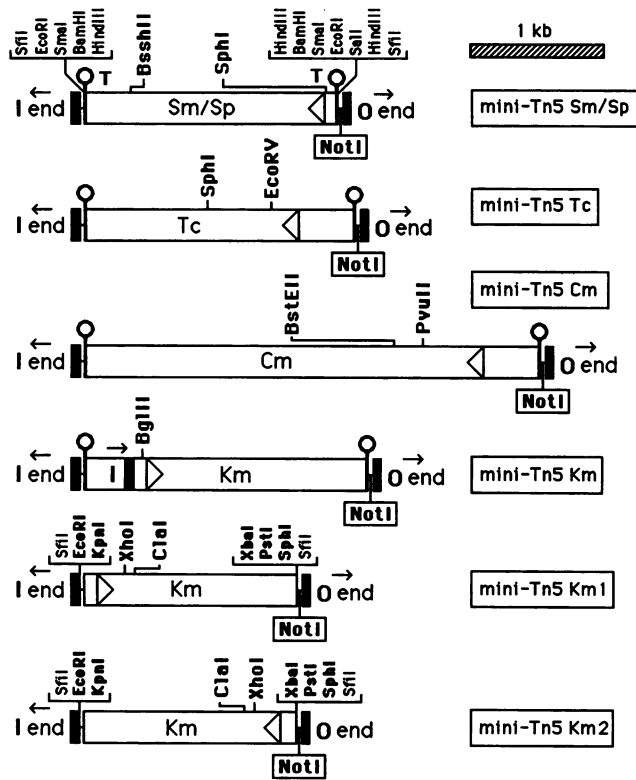 SfiI EcoRI SmaI BamHI HindIII
HindIII BamHI SmaI EcoRI SalI HindIII SfiI
1 kb
T BsshII SphI T
I end Sm/Sp O end
NotI
mini-Tn5 Sm/Sp
SphI EcoRV
I end Tc O end
NotI
mini-Tn5 Tc
mini-Tn5 Cm
BstEII PvuII
I end Cm O end
NotI
BglII
I end I Km O end
NotI
mini-Tn5 Km
SfiI EcoRI KpnI XhoI ClaI XbaI PstI SphI SfiI
I end Km O end
NotI
mini-Tn5 Km1
SfiI EcoRI KpnI ClaI XhoI XbaI PstI SphI SfiI
I end Km O end
NotI
mini-Tn5 Km2